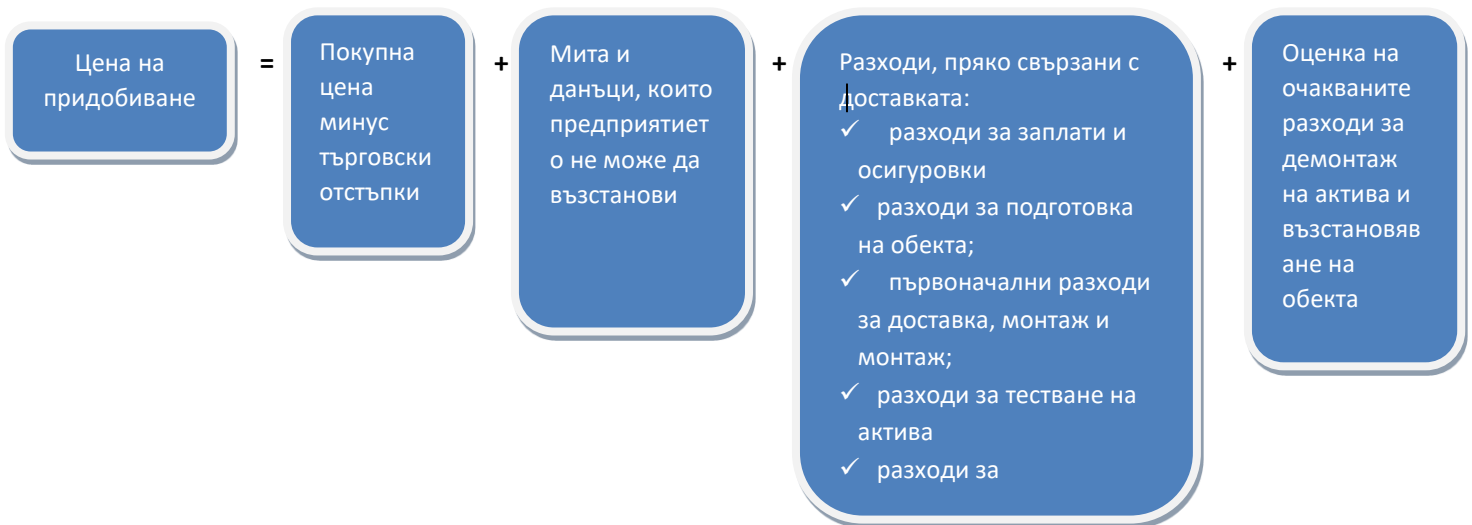 Цена на
придобиване
=
Покупна
цена
минус
търговски
отстъпки
+
Мита и
данъци, които
предприятиет
о не може да
възстанови
+
Разходи, пряко свързани с
доставката:
✓ разходи за заплати и
осигуровки
✓ разходи за подготовка
на обекта;
✓ първоначални разходи
за доставка, монтаж и
монтаж;
✓ разходи за тестване на
актива
✓ разходи за
+
Оценка на
очакваните
разходи за
демонтаж
на актива и
възстановяв
ане на
обекта